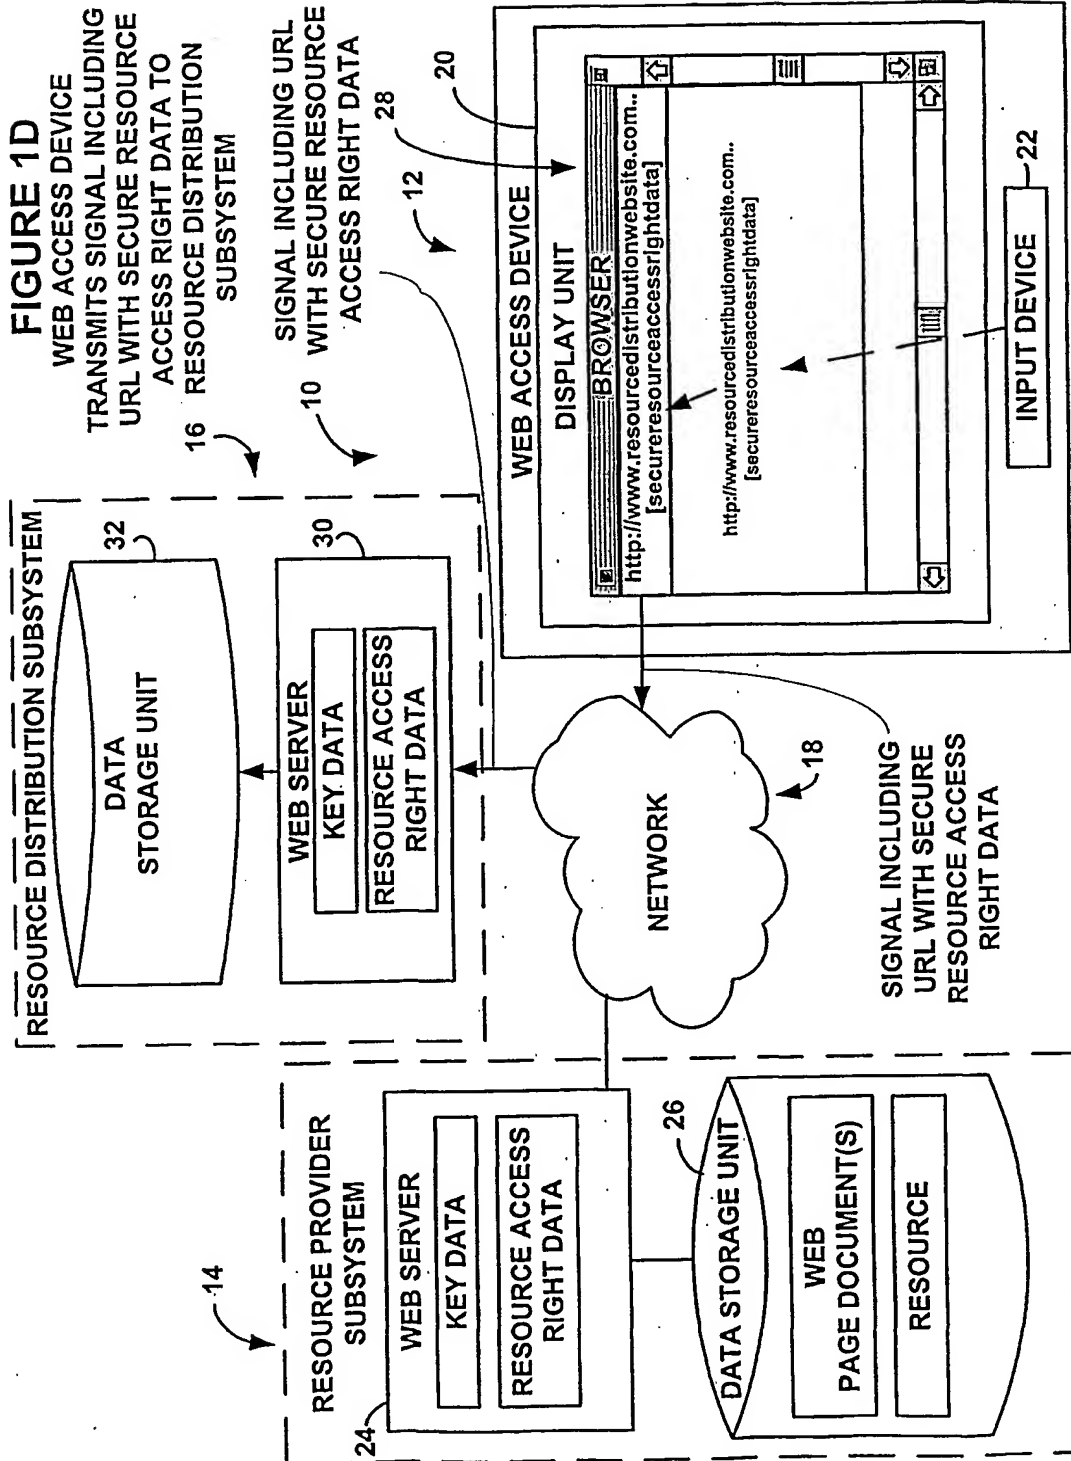 FIGURE 1D
WEB ACCESS DEVICE
TRANSMITS SIGNAL INCLUDING
URL WITH SECURE RESOURCE
ACCESS RIGHT DATA TO
RESOURCE DISTRIBUTION
SUBSYSTEM
16
10
SIGNAL INCLUDING URL
WITH SECURE RESOURCE
ACCESS RIGHT DATA
12
RESOURCE DISTRIBUTION SUBSYSTEM
32
DATA
STORAGE UNIT
30
WEB SERVER
KEY DATA
RESOURCE ACCESS
RIGHT DATA
28
20
WEB ACCESS DEVICE
DISPLAY UNIT
BROWSER
http://www.resourcedistributionwebsite.com..
[secureresourceaccessrightdata]
http://www.resourcedistributionwebsite.com..
[secureresourceaccessrightdata]
INPUT DEVICE
22
NETWORK
18
SIGNAL INCLUDING
URL WITH SECURE
RESOURCE ACCESS
RIGHT DATA
14
RESOURCE PROVIDER
SUBSYSTEM
24
WEB SERVER
KEY DATA
RESOURCE ACCESS
RIGHT DATA
26
DATA STORAGE UNIT
WEB
PAGE DOCUMENT(S)
RESOURCE